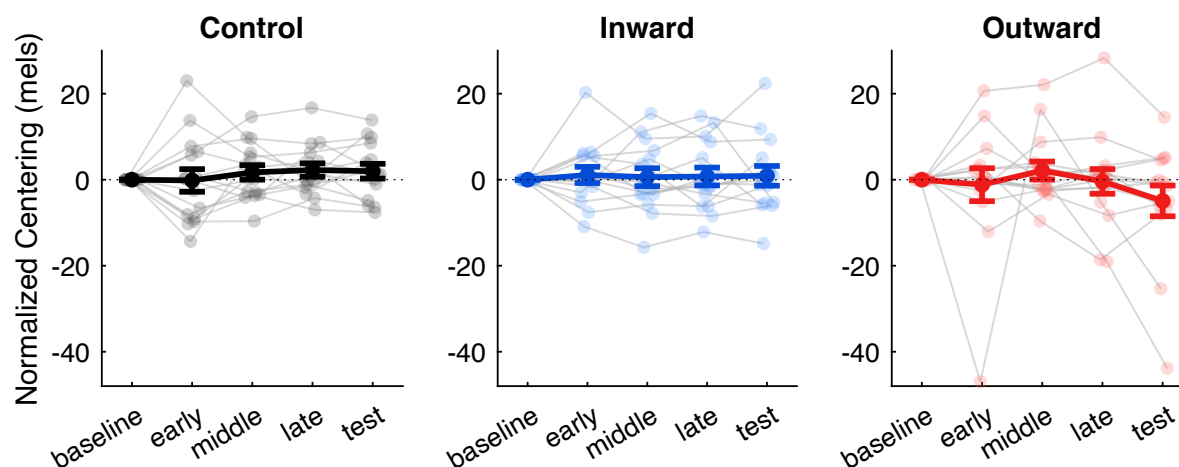 Control
Inward
Outward
Normalized Centering (mels)
20
0
-20
-40
20
0
-20
-40
20
0
-20
-40
baseline
early
middle
late
test
baseline
early
middle
late
test
baseline
early
middle
late
test